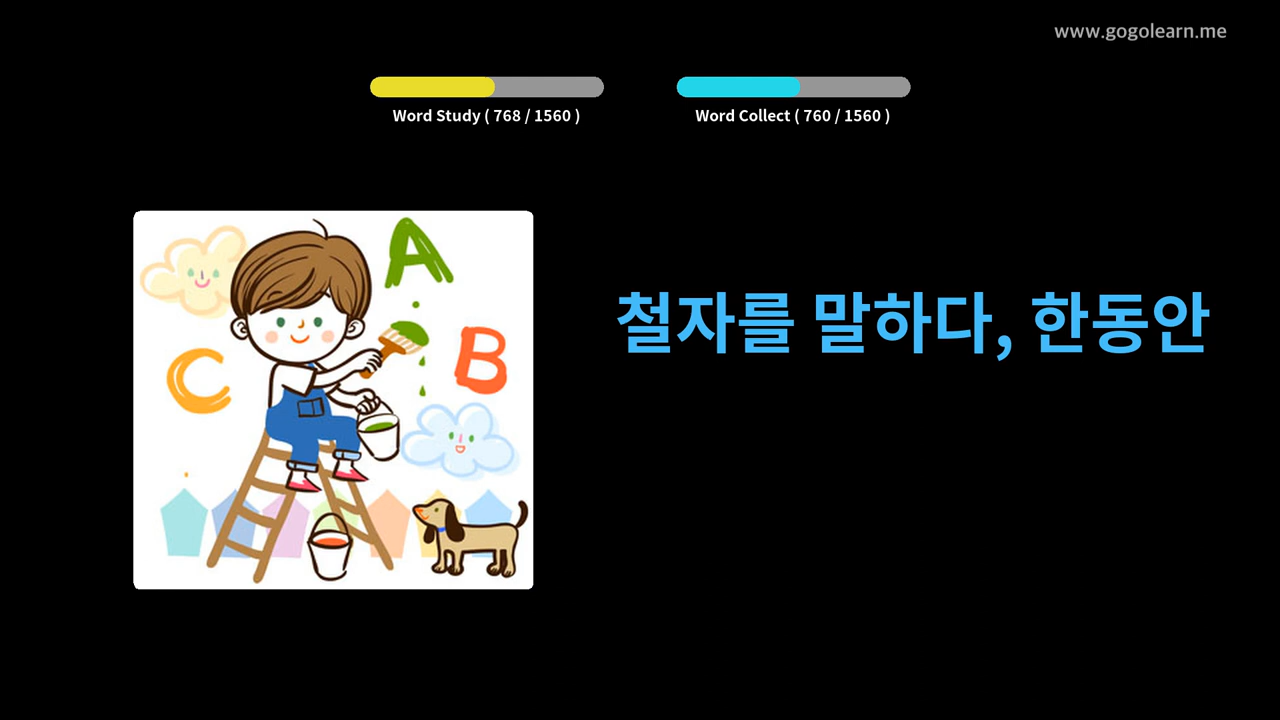 www.gogolearn.me
Word Study ( 768 / 1560 )
Word Collect ( 760 / 1560 )
A
B
C
철자를 말하다, 한동안